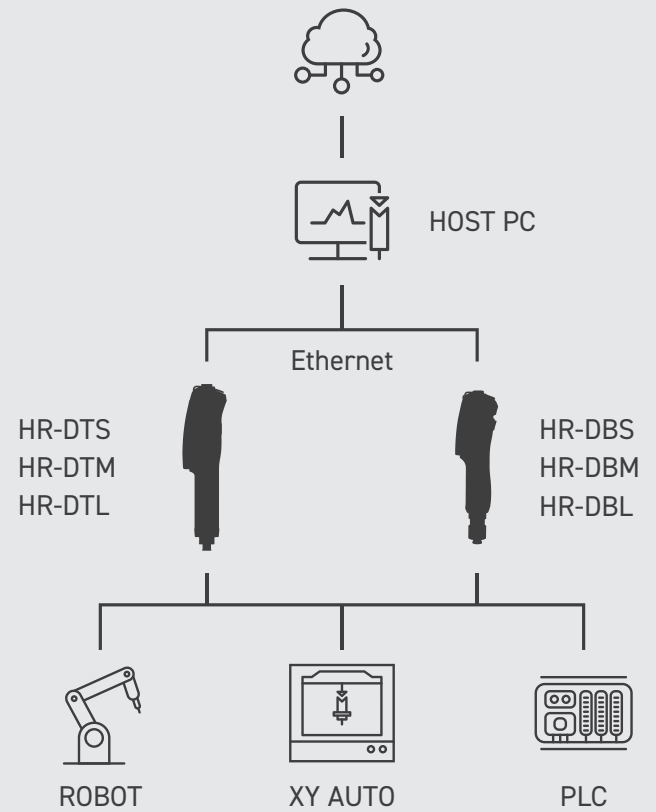 HOST PC
Ethernet
HR-DTS
HR-DTM
HR-DTL
HR-DBS
HR-DBM
HR-DBL
ROBOT
XY AUTO
PLC